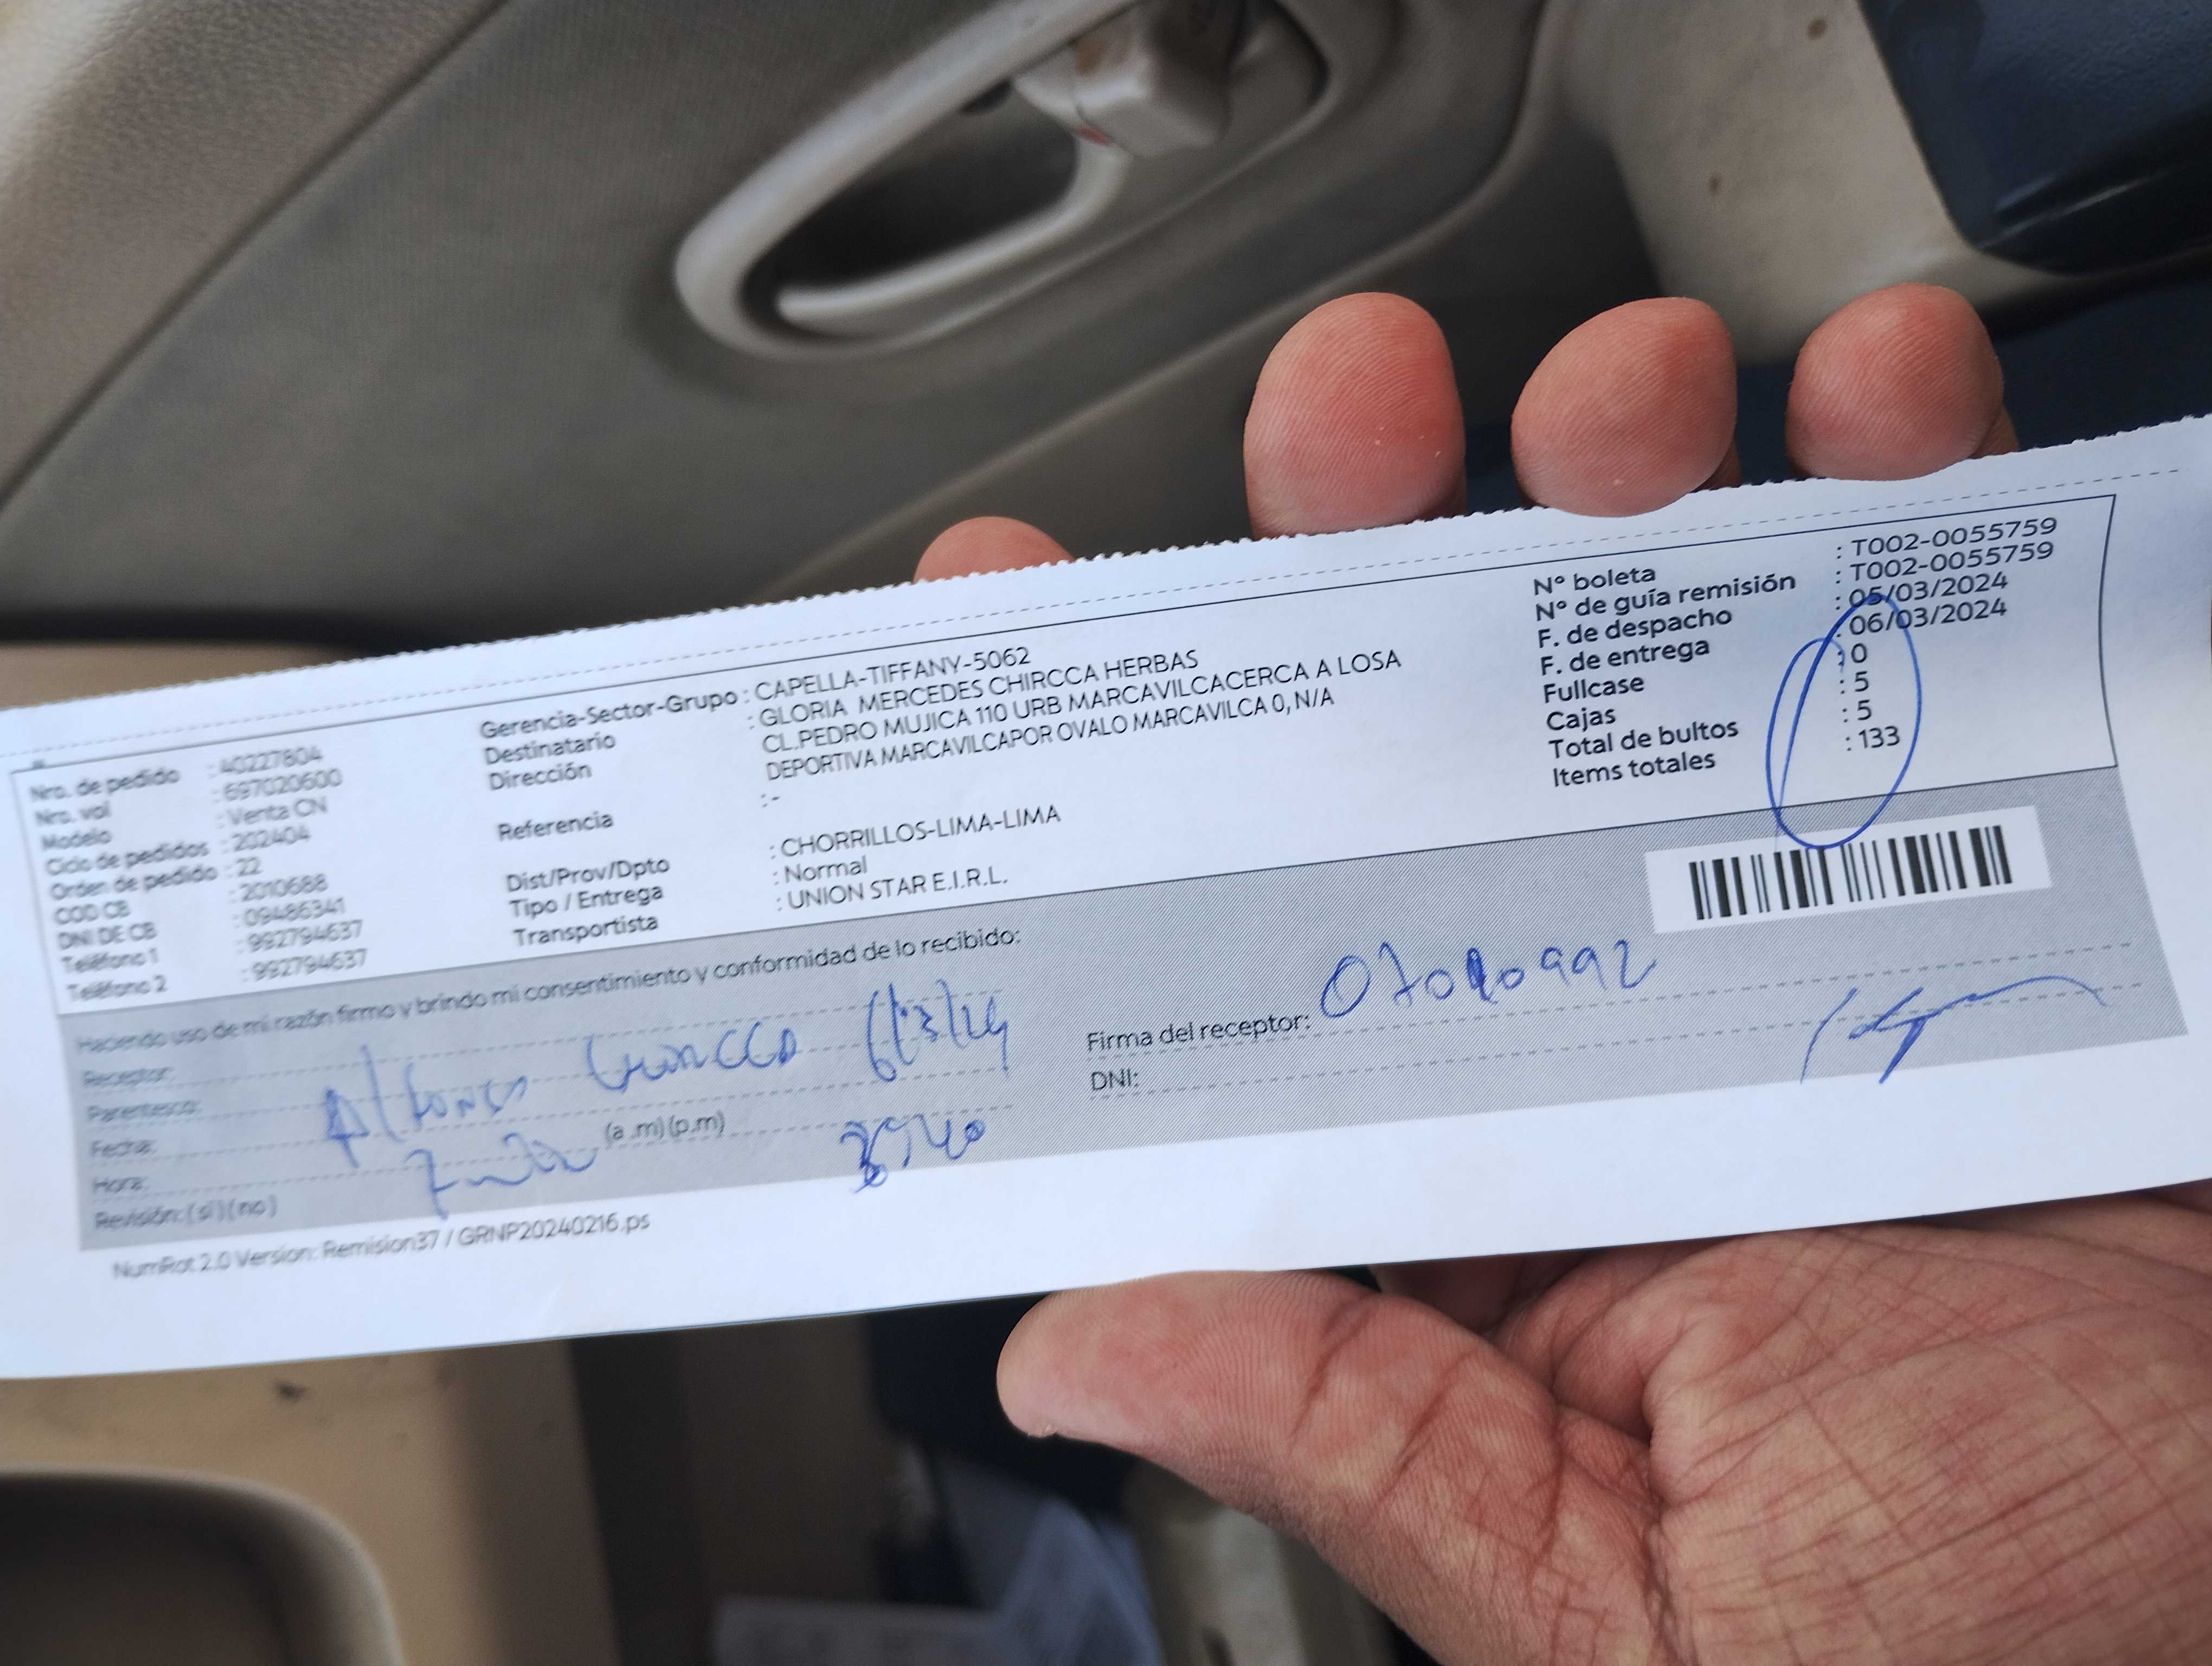 Nro. de pedido : 40227804
Nro. vol : 697020600
Modelo : Venta CN
Ciclo de pedidos : 202404
Orden de pedido : 22
COD CB : 2010688
DNI DE CB : 09486341
Teléfono 1 : 992794637
Teléfono 2 : 992794637
Gerencia-Sector-Grupo : CAPELLA-TIFFANY-5062
Destinatario : GLORIA MERCEDES CHIRCCA HERBAS
Dirección CL.PEDRO MUJICA 110 URB MARCAVILCACERCA A LOSA
DEPORTIVA MARCAVILCAPOR OVALO MARCAVILCA 0, N/A
Referencia :-
Dist/Prov/Dpto : CHORRILLOS-LIMA-LIMA
Tipo / Entrega : Normal
Transportista : UNION STAR E.I.R.L.
N° boleta : T002-0055759
N° de guía remisión : T002-0055759
F. de despacho : 05/03/2024
F. de entrega : 06/03/2024
Fullcase : 0
Cajas : 5
Total de bultos : 5
Items totales : 133
Haciendo uso de mi razón firmo y brindo mi consentimiento y conformidad de lo recibido:
Receptor:
Parentesco:
Fecha:
Hora: (a .m) (p.m)
Revisión: ( si ) ( no )
Alfonso 6/3/24
Firma del receptor:
DNI:
NumRot 2.0 Version: Remision37 / GRNP20240216.ps